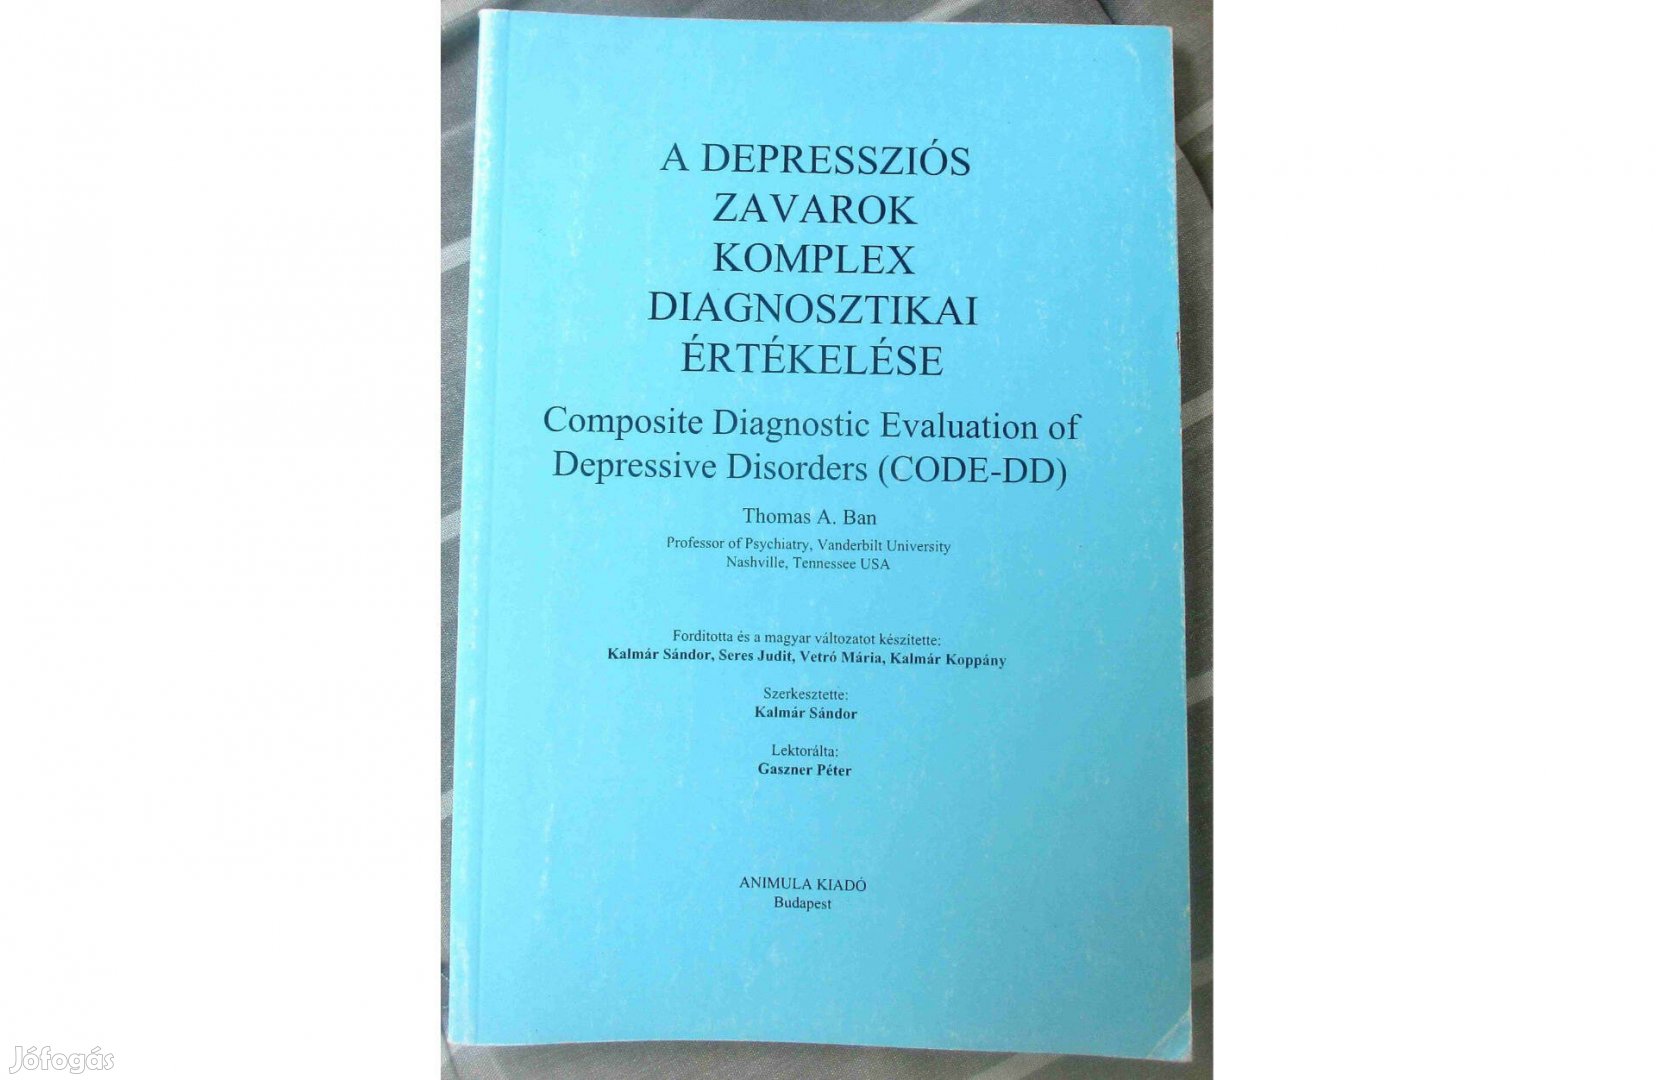 A DEPRESSZIÓS
ZAVAROK
KOMPLEX
DIAGNOSZTIKAI
ÉRTÉKELÉSE
Composite Diagnostic Evaluation of
Depressive Disorders (CODE-DD)
Thomas A. Ban
Professor of Psychiatry, Vanderbilt University
Nashville, Tennessee USA
Fordította és a magyar változatot készítette:
Kalmár Sándor, Seres Judit, Vetró Mária, Kalmár Koppány
Szerkesztette:
Kalmár Sándor
Lektorálta:
Gaszner Péter
ANIMULA KIADÓ
Budapest
Jófogás